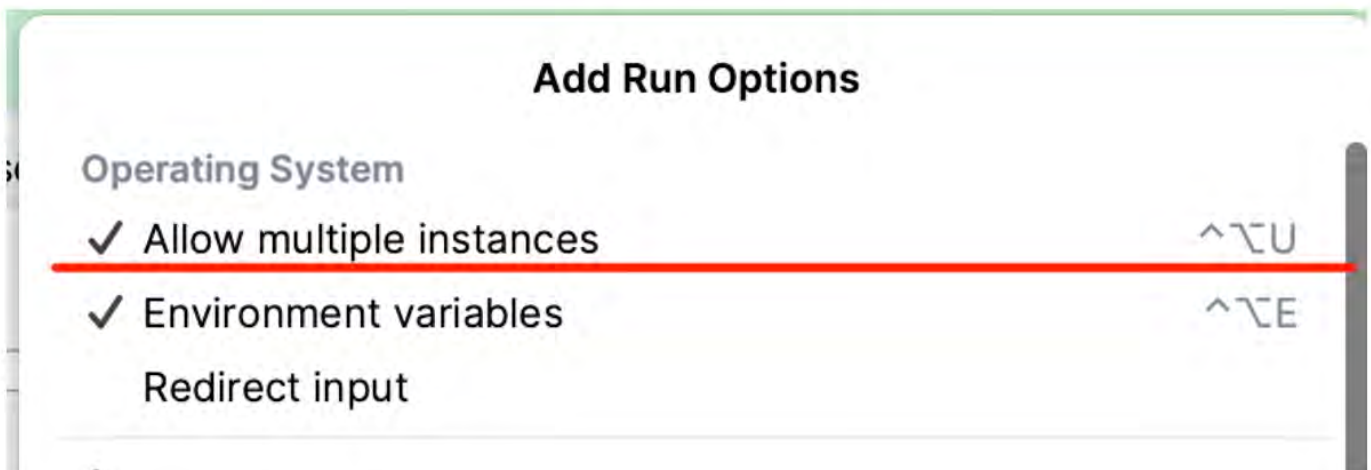 Add Run Options
Operating System
✓ Allow multiple instances ^⌥U
✓ Environment variables ^⌥E
Redirect input